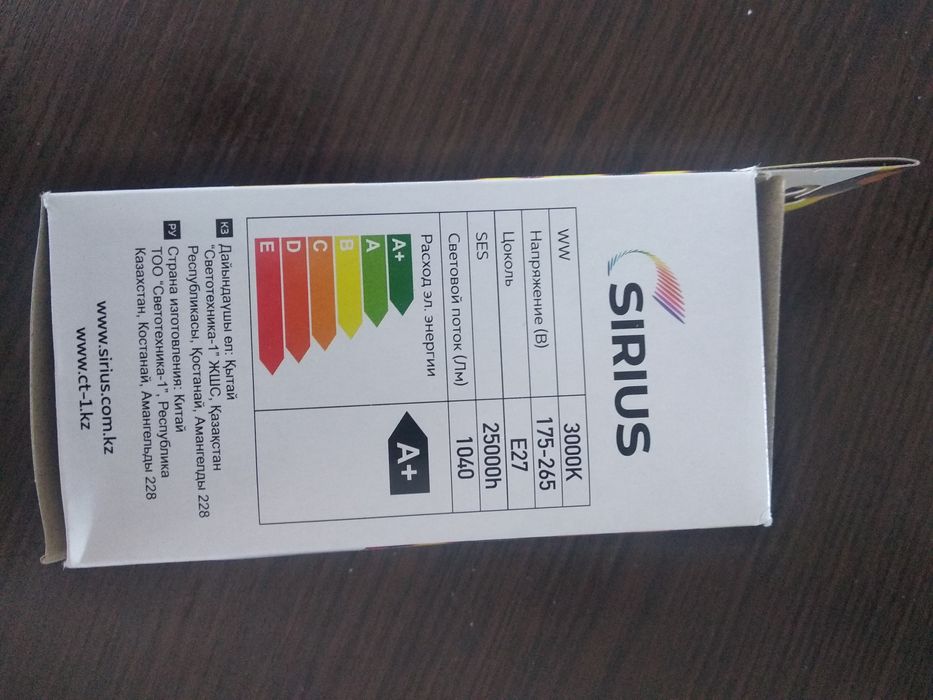 SIRIUS
WW 3000K
Напряжение (В) 175-265
Цоколь E27
SES 25000h
Световой поток (Лм) 1040
Расход эл. энергии A+
A+
A
B
C
D
E
КЗ Дайындаушы ел: Қытай
"Светотехника-1" ЖШС, Қазақстан
Республикасы, Қостанай, Амангелды 228
РУ Страна изготовления: Китай
ТОО "Светотехника-1", Республика
Казахстан, Костанай, Амангельды 228
www.sirius.com.kz
www.ct-1.kz